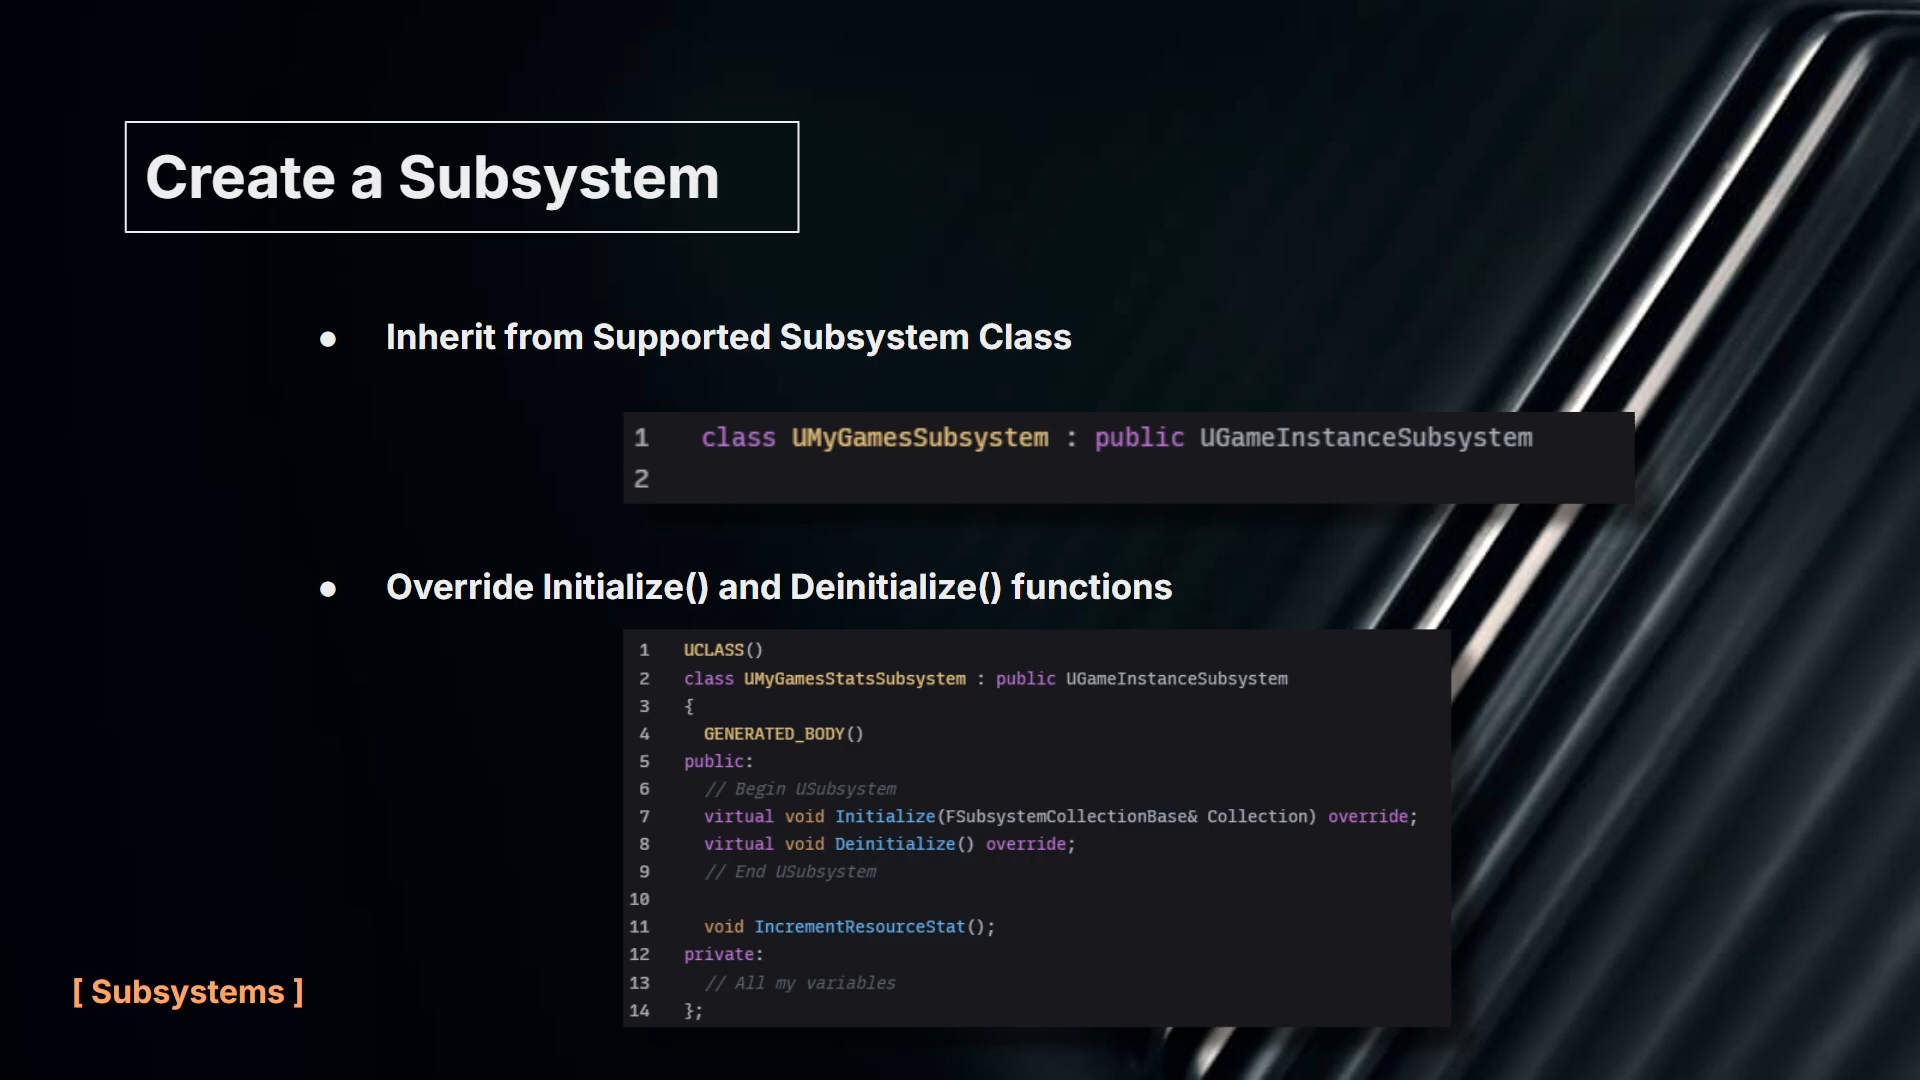 Create a Subsystem
● Inherit from Supported Subsystem Class
1 class UMyGamesSubsystem : public UGameInstanceSubsystem
2
● Override Initialize() and Deinitialize() functions
1 UCLASS()
2 class UMyGamesStatsSubsystem : public UGameInstanceSubsystem
3 {
4 GENERATED_BODY()
5 public:
6 // Begin USubsystem
7 virtual void Initialize(FSubsystemCollectionBase& Collection) override;
8 virtual void Deinitialize() override;
9 // End USubsystem
10
11 void IncrementResourceStat();
12 private:
13 // All my variables
14 };
[ Subsystems ]